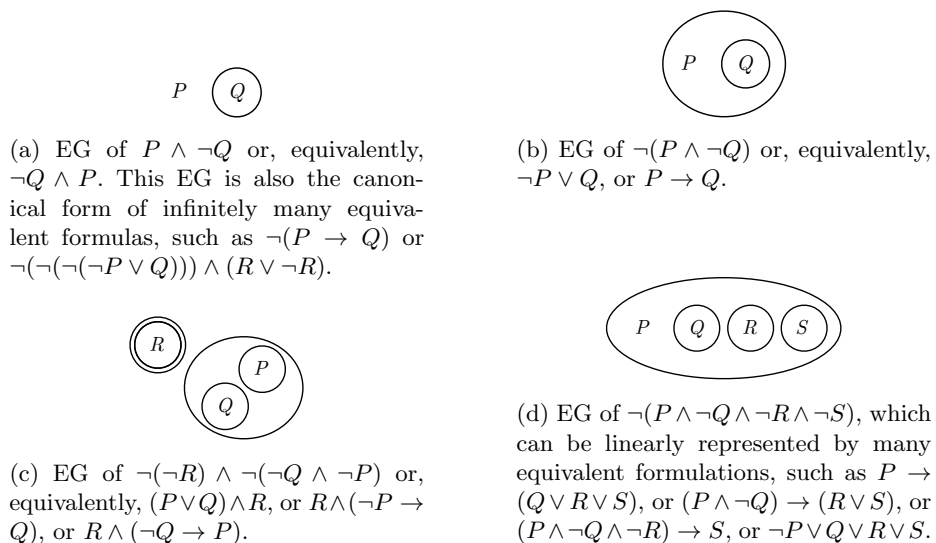 P Q
(a) EG of P ∧ ¬Q or, equivalently,
¬Q ∧ P. This EG is also the canon-
ical form of infinitely many equiva-
lent formulas, such as ¬(P → Q) or
¬(¬(¬(¬P ∨ Q))) ∧ (R ∨ ¬R).
P Q
(b) EG of ¬(P ∧ ¬Q) or, equivalently,
¬P ∨ Q, or P → Q.
R
P
Q
(c) EG of ¬(¬R) ∧ ¬(¬Q ∧ ¬P) or,
equivalently, (P ∨Q)∧R, or R∧(¬P →
Q), or R ∧ (¬Q → P).
P Q R S
(d) EG of ¬(P ∧¬Q∧¬R∧¬S), which
can be linearly represented by many
equivalent formulations, such as P →
(Q∨R∨S), or (P ∧¬Q) → (R∨S), or
(P ∧¬Q∧¬R) → S, or ¬P ∨Q∨R∨S.